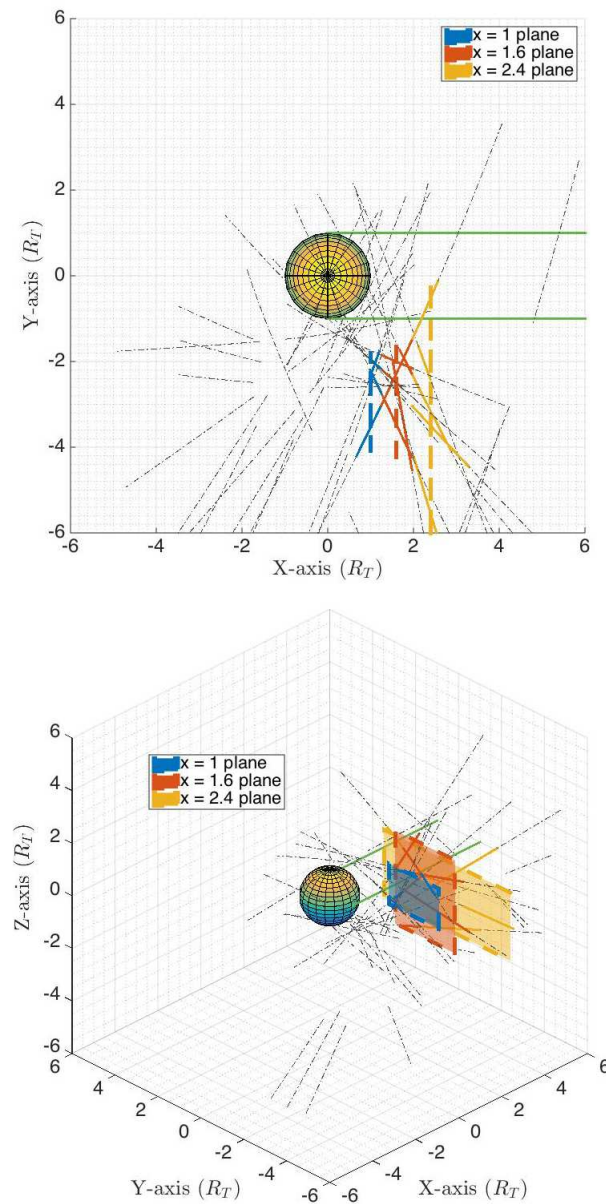 6
4
2
0
-2
-4
-6
Y-axis (R_T)
x = 1 plane
x = 1.6 plane
x = 2.4 plane
-6 -4 -2 0 2 4 6
X-axis (R_T)
6
4
2
0
-2
-4
-6
Z-axis (R_T)
x = 1 plane
x = 1.6 plane
x = 2.4 plane
6 4 2 0 -2 -4 -6
Y-axis (R_T)
-6 -4 -2 0 2 4 6
X-axis (R_T)